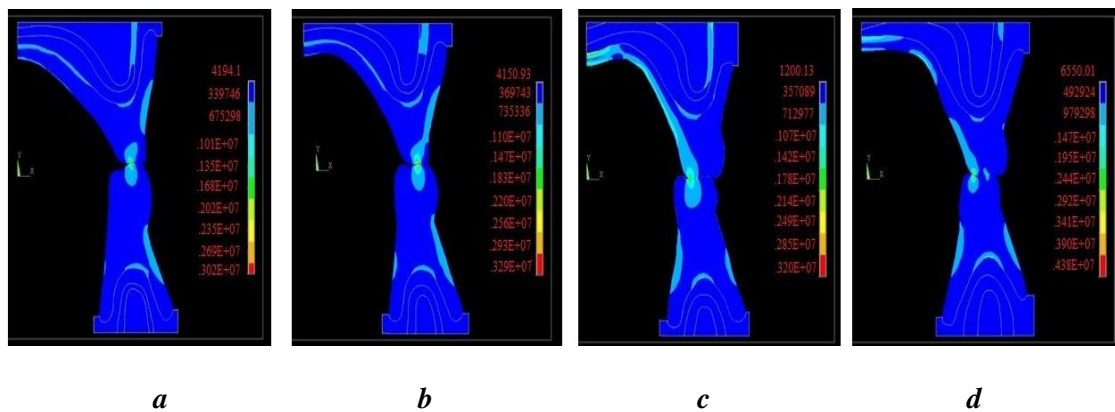 4194.1
339746
675298
.101E+07
.135E+07
.168E+07
.202E+07
.235E+07
.269E+07
.302E+07
Y
X
4150.93
369743
735336
.110E+07
.147E+07
.183E+07
.220E+07
.256E+07
.293E+07
.329E+07
Y
X
1200.13
357089
712977
.107E+07
.142E+07
.178E+07
.214E+07
.249E+07
.285E+07
.320E+07
Y
X
6550.01
492924
979298
.147E+07
.195E+07
.244E+07
.292E+07
.341E+07
.390E+07
.438E+07
Y
X
a b c d